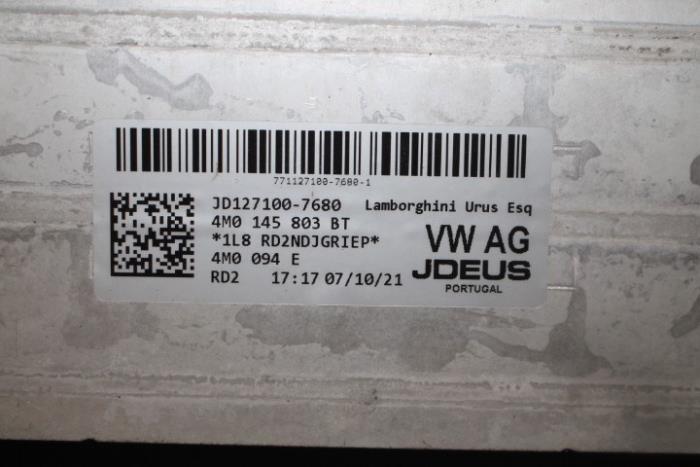 771127100-7680-1
JD127100-7680 Lamborghini Urus Esq
4M0 145 803 BT
*1L8 RD2NDJGRIEP*
VW AG
4M0 094 E
JDEUS
RD2 17:17 07/10/21
PORTUGAL